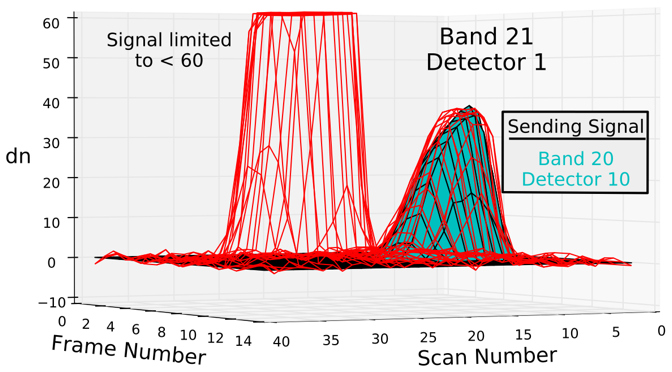 Signal limited
to < 60
Band 21
Detector 1
Sending Signal
Band 20
Detector 10
dn
60
50
40
30
20
10
0
−10
0 2 4 6 8 10 12 14
Frame Number
40 35 30 25 20 15 10 5 0
Scan Number